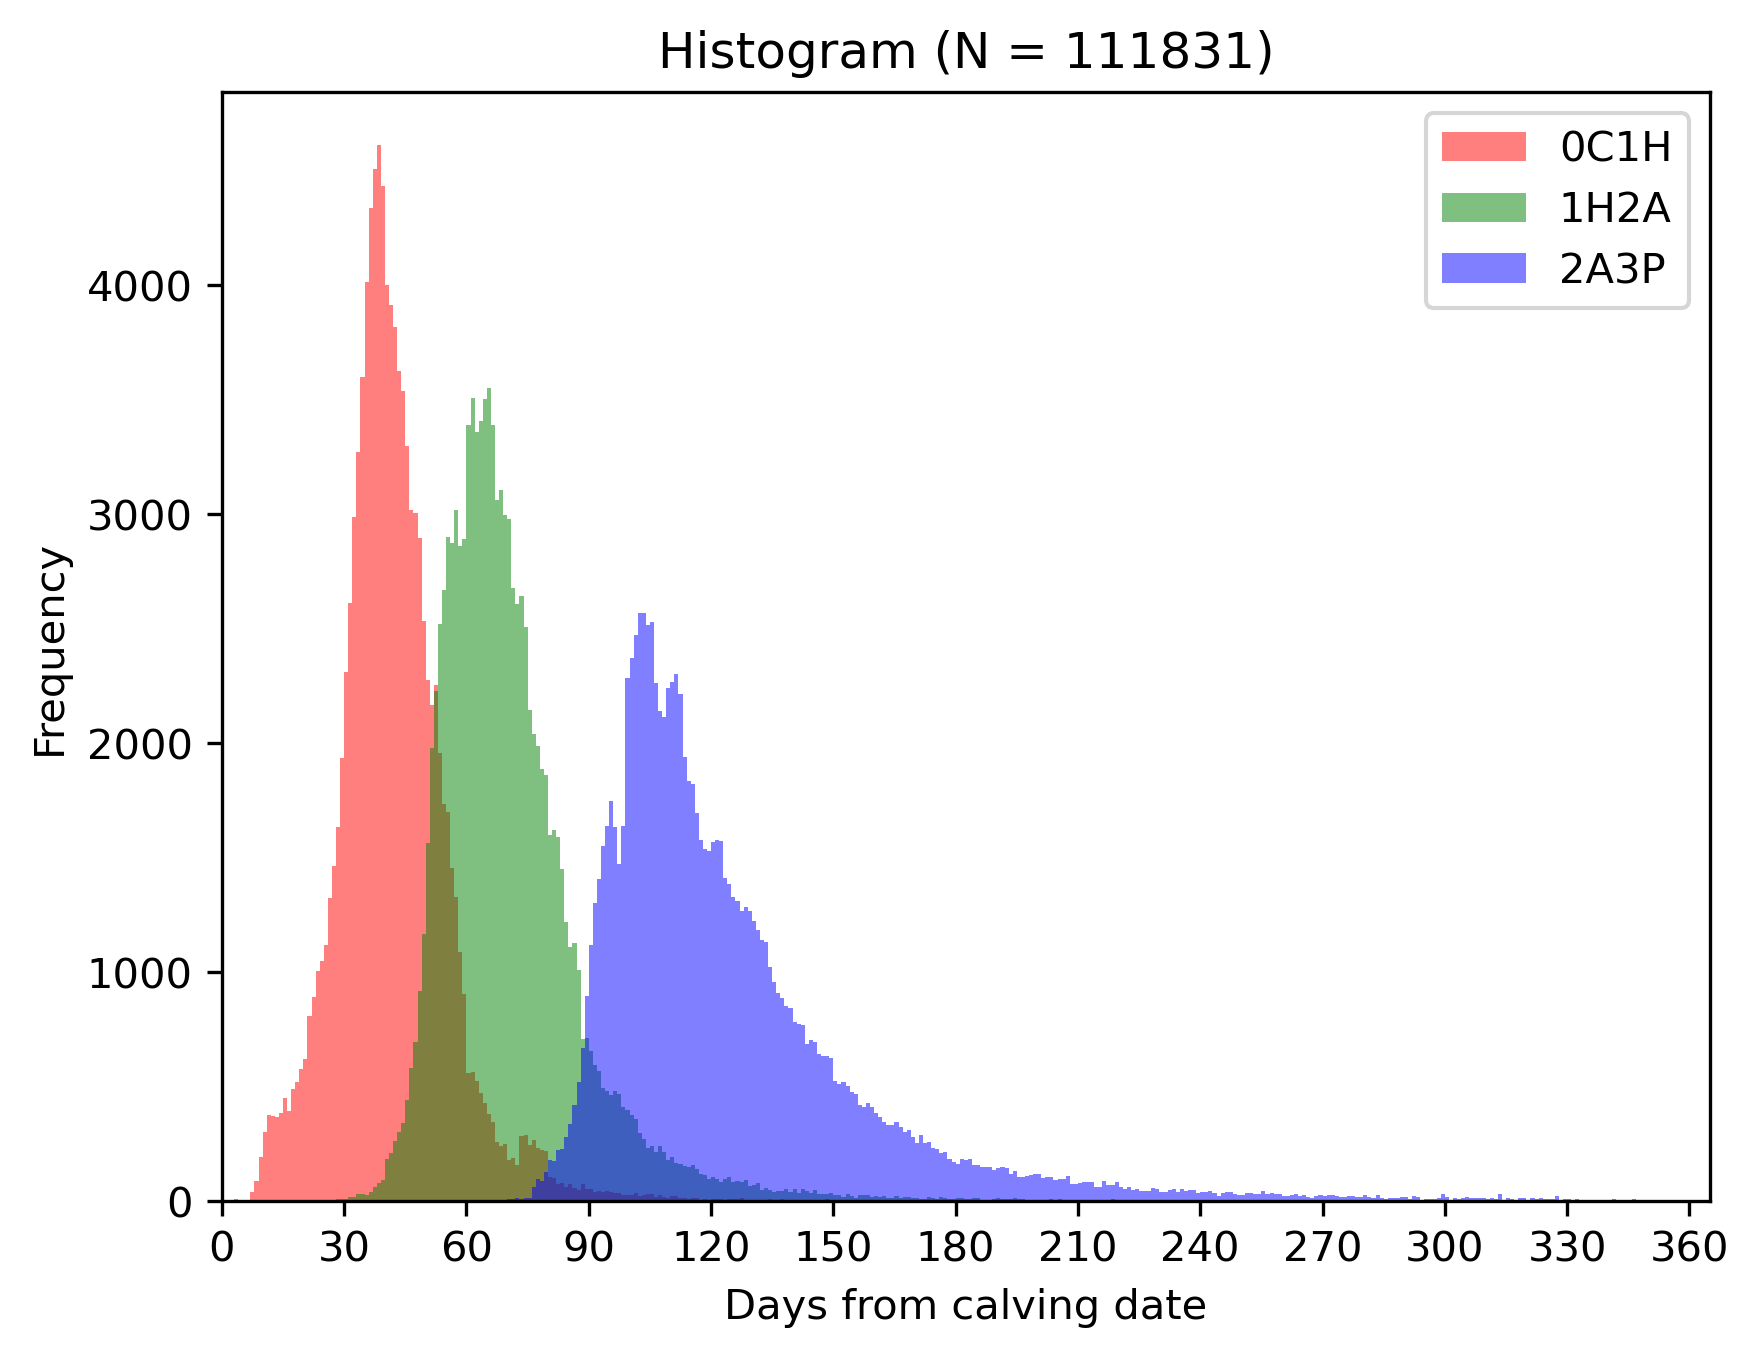 Histogram (N = 111831)
0C1H
1H2A
2A3P
Frequency
4000
3000
2000
1000
0
0 30 60 90 120 150 180 210 240 270 300 330 360
Days from calving date